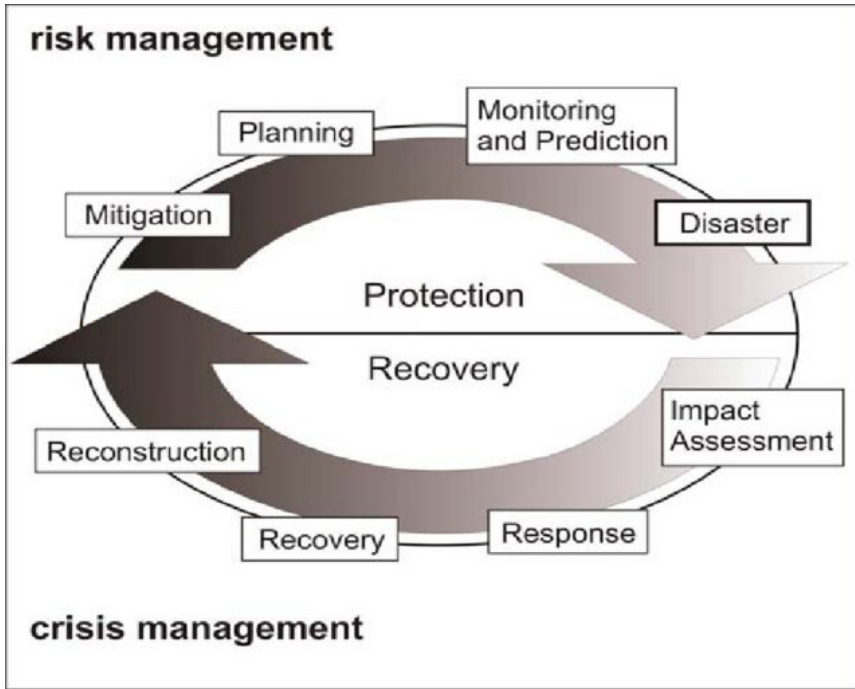 risk management
Planning
Monitoring
and Prediction
Mitigation
Disaster
Protection
Recovery
Impact
Assessment
Reconstruction
Recovery
Response
crisis management